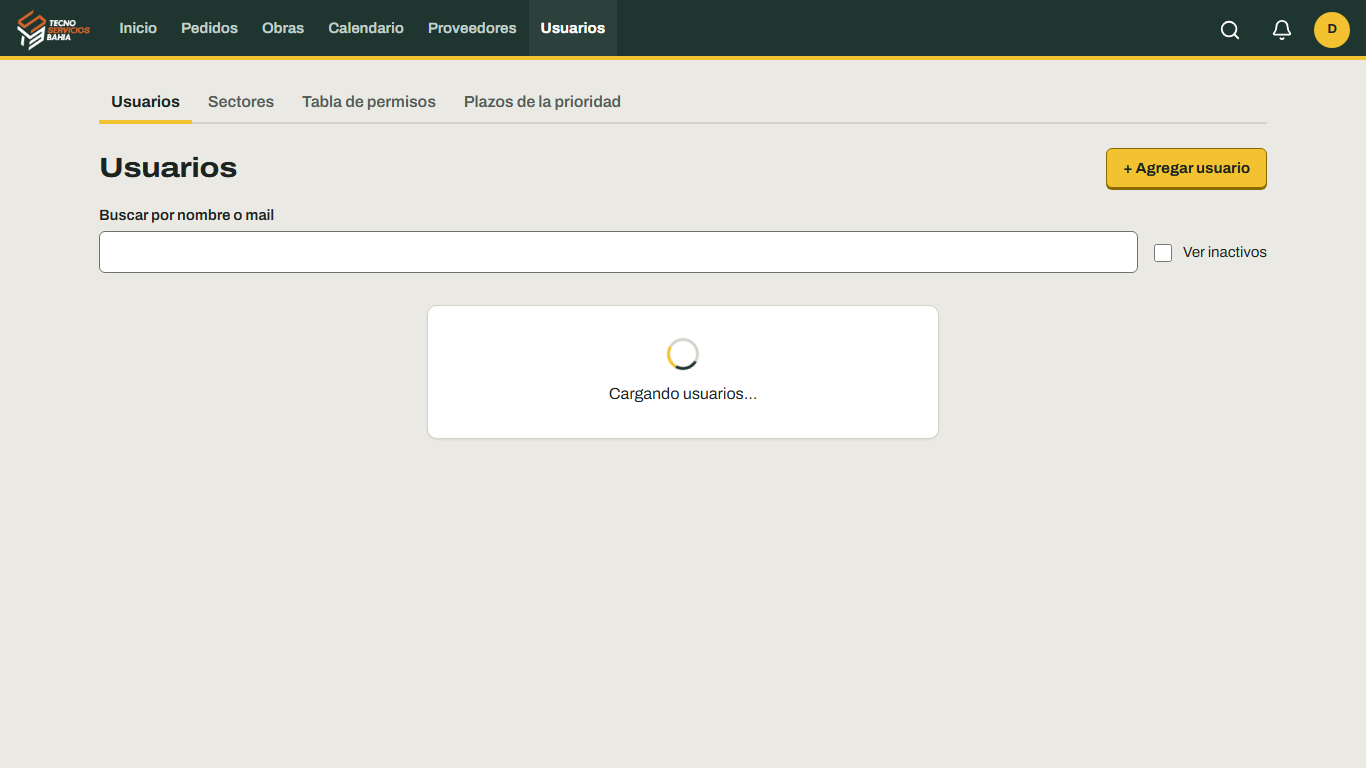 TECNO
SERVICIOS
BAHIA
Inicio
Pedidos
Obras
Calendario
Proveedores
Usuarios
D
Usuarios
Sectores
Tabla de permisos
Plazos de la prioridad
Usuarios
+ Agregar usuario
Buscar por nombre o mail
Ver inactivos
Cargando usuarios...